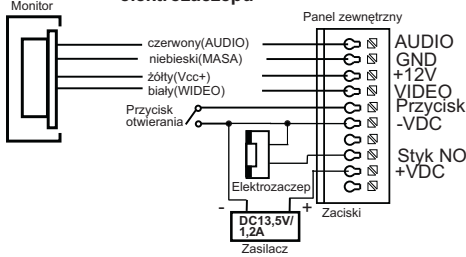 elektrozaczepu
Monitor
Panel zewnętrzny
czerwony(AUDIO)
niebieski(MASA)
żółty(Vcc+)
biały(WIDEO)
AUDIO
GND
+12V
VIDEO
Przycisk
-VDC
Styk NO
+VDC
Przycisk
otwierania
Elektrozaczep
- +
DC13,5V/
1,2A
Zasilacz
Zaciski